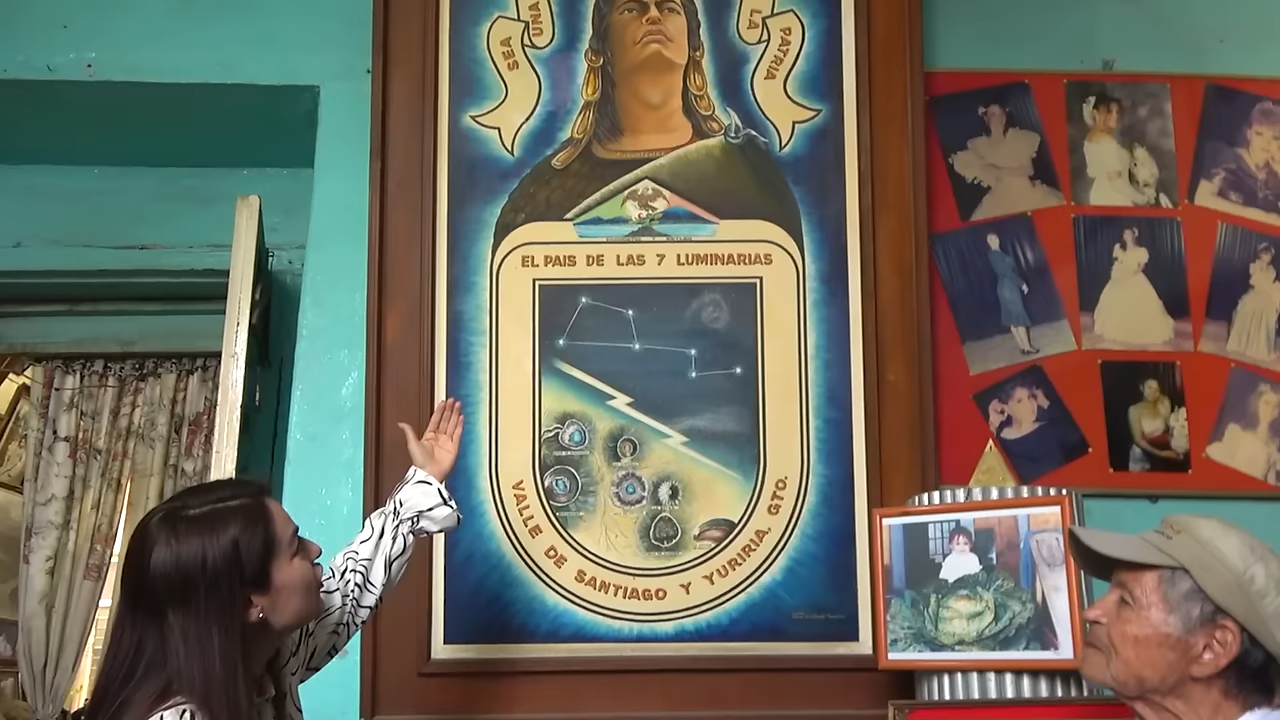 SEA
UNA
LA
PATRIA
EL PAIS DE LAS 7 LUMINARIAS
VALLE DE SANTIAGO Y YURIRIA, GTO.